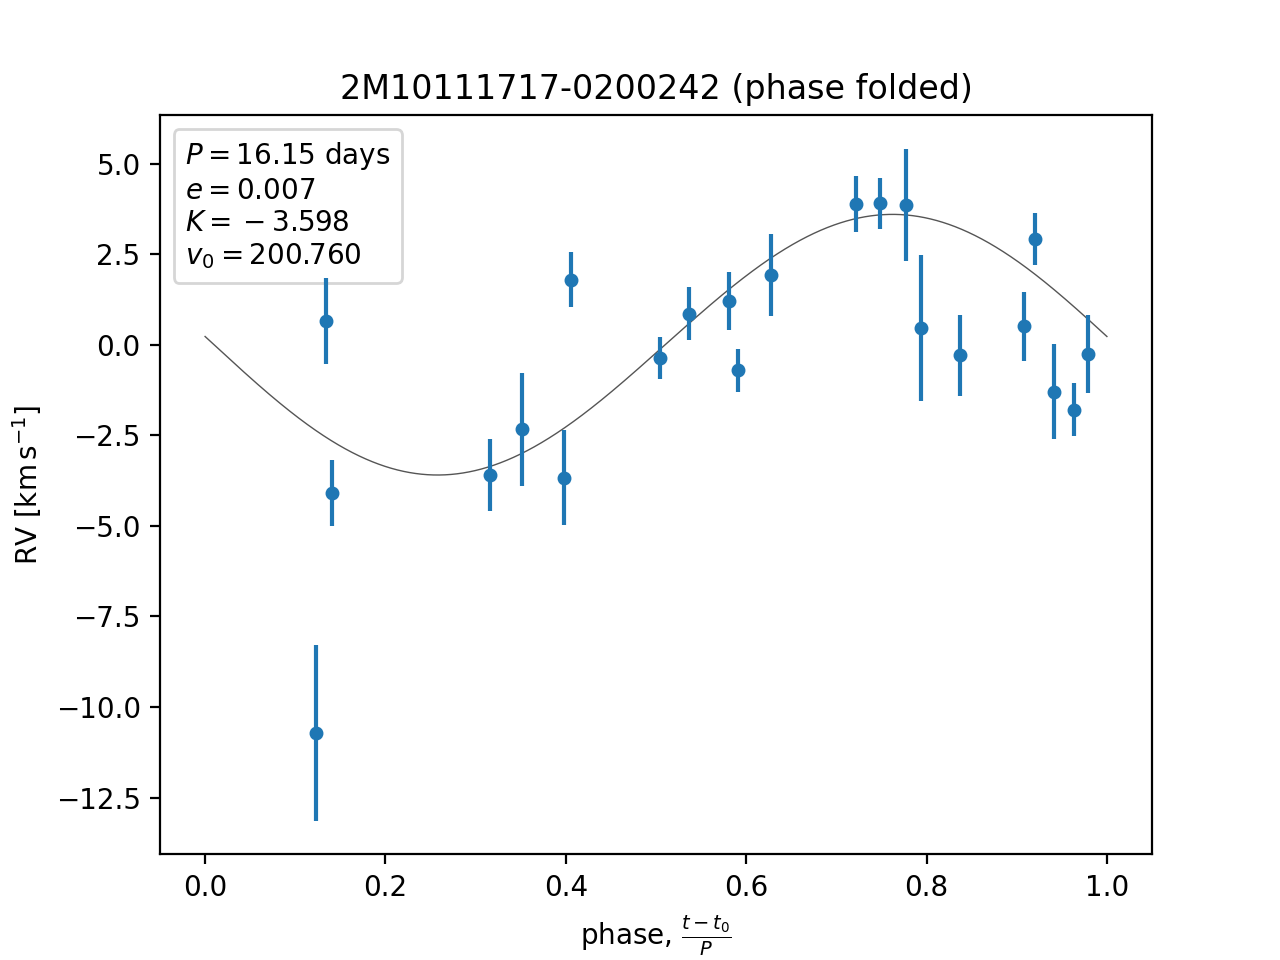 2M10111717-0200242 (phase folded)
P = 16.15 days
e = 0.007
K = −3.598
v₀ = 200.760
5.0
2.5
0.0
−2.5
−5.0
−7.5
−10.0
−12.5
RV [km s⁻¹]
0.0 0.2 0.4 0.6 0.8 1.0
phase, (t − t₀)/P